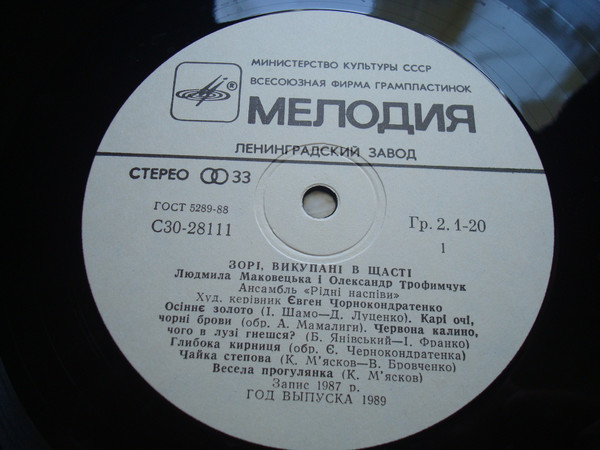 МИНИСТЕРСТВО КУЛЬТУРЫ СССР
ВСЕСОЮЗНАЯ ФИРМА ГРАМПЛАСТИНОК
® МЕЛОДИЯ
ЛЕНИНГРАДСКИЙ ЗАВОД
СТЕРЕО 33
ГОСТ 5289-88
С30-28111
Гр. 2. 1-20
1
ЗОРІ, ВИКУПАНІ В ЩАСТІ
Людмила Маковецька і Олександр Трофимчук
Ансамбль «Рідні наспіви»
Худ. керівник Євген Чорнокондратенко
Осіннє золото (І. Шамо—Д. Луценко). Карі очі,
чорні брови (обр. А. Мамалиги). Червона калино,
чого в лузі гнешся? (Б. Янівський—І. Франко)
Глибока кирниця (обр. Є. Чернокондратенка)
Чайка степова (К. М'ясков—В. Бровченко)
Весела прогулянка (К. М'ясков)
Запис 1987 р.
ГОД ВЫПУСКА 1989